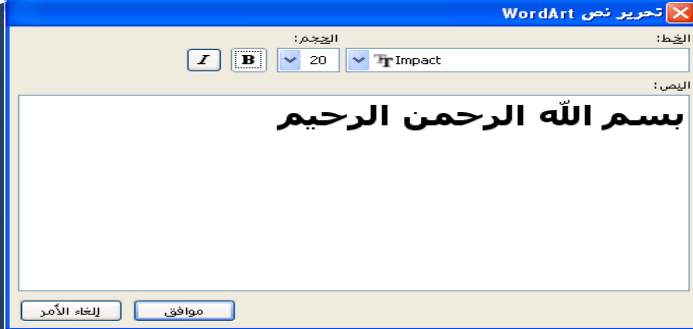 تحرير نص WordArt
الخط: الحجم:
Impact 20 B I
النص:
بسم الله الرحمن الرحيم
موافق إلغاء الأمر